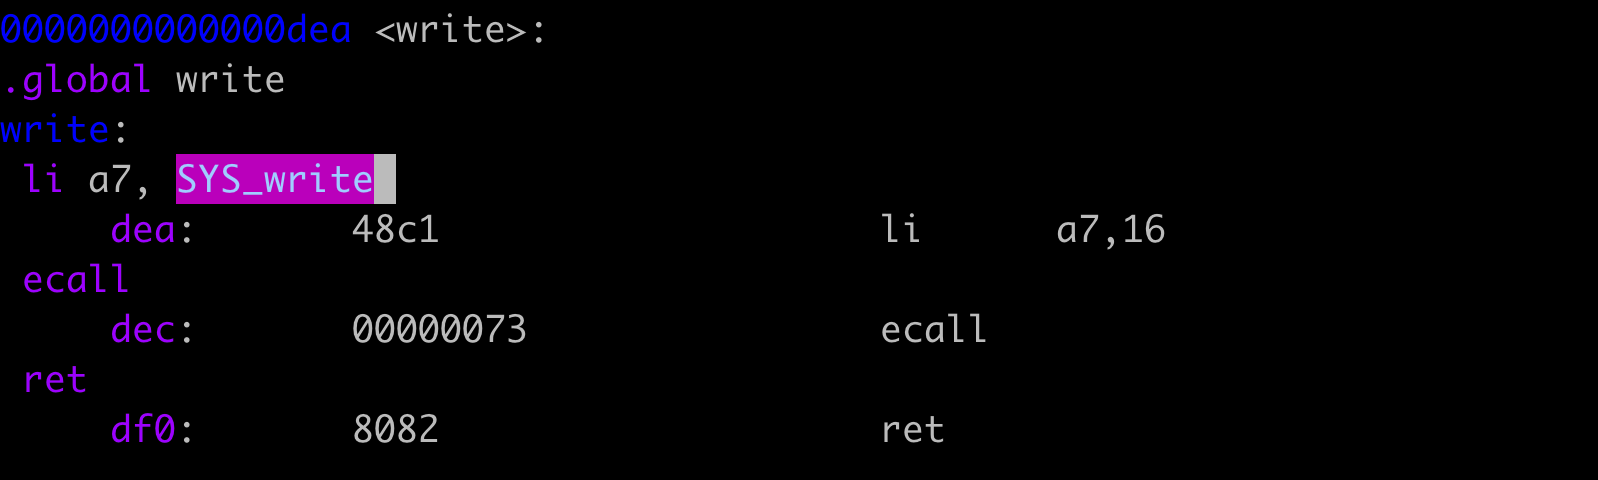 0000000000000dea <write>:
.global write
write:
 li a7, SYS_write
     dea:       48c1                    li      a7,16
 ecall
     dec:       00000073                ecall
 ret
     df0:       8082                    ret